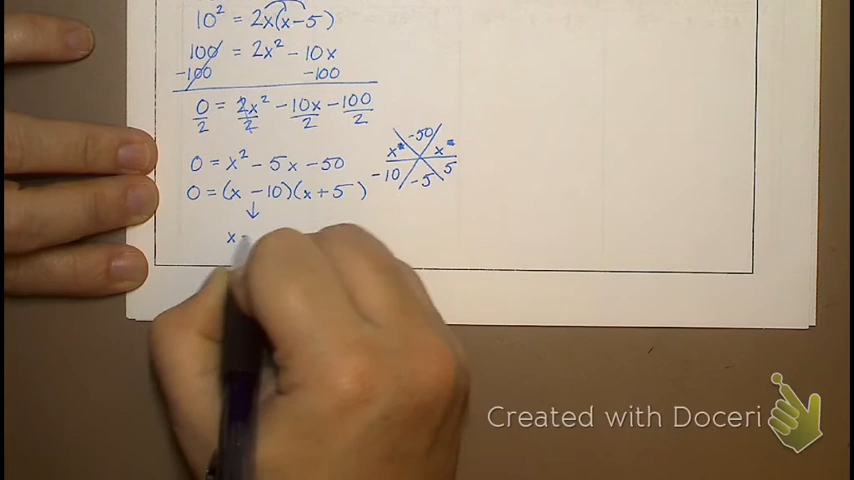 10² = 2x(x-5)
100 = 2x² - 10x
-100 -100
0/2 = 2x²/2 - 10x/2 - 100/2
0 = x² - 5x - 50
0 = (x - 10)(x + 5)
x -
-50
x x
-10 5
-5
Created with Doceri